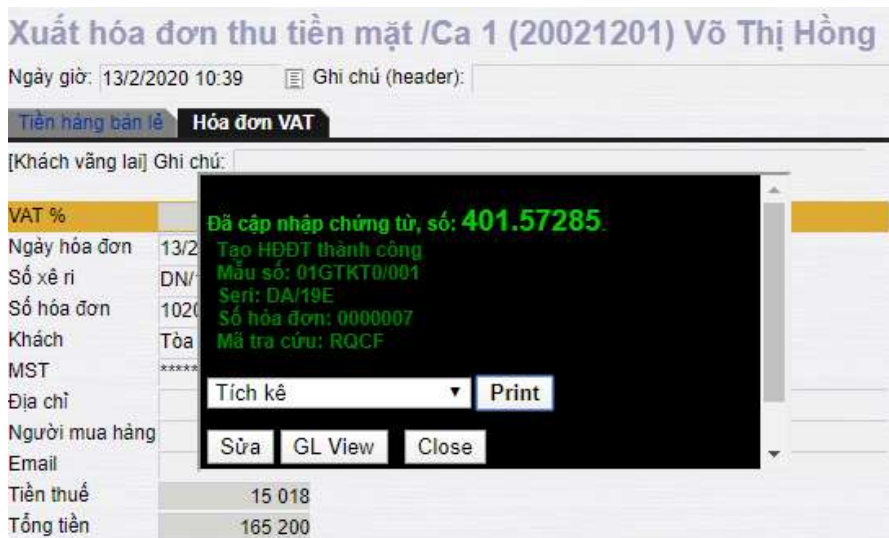 Xuất hóa đơn thu tiền mặt /Ca 1 (20021201) Võ Thị Hồng
Ngày giờ: 13/2/2020 10:39 Ghi chú (header):
Tiền hàng bán lẻ Hóa đơn VAT
[Khách vãng lai] Ghi chú:
Đã cập nhập chứng từ, số: 401.57285.
Tạo HĐĐT thành công
Mẫu số: 01GTKT0/001
Seri: DA/19E
Số hóa đơn: 0000007
Mã tra cứu: RQCF
Tích kê Print
Sửa GL View Close
VAT %
Ngày hóa đơn 13/2
Số xê ri DN/
Số hóa đơn 1020
Khách Tòa
MST *****
Địa chỉ
Người mua hàng
Email
Tiền thuế 15 018
Tổng tiền 165 200